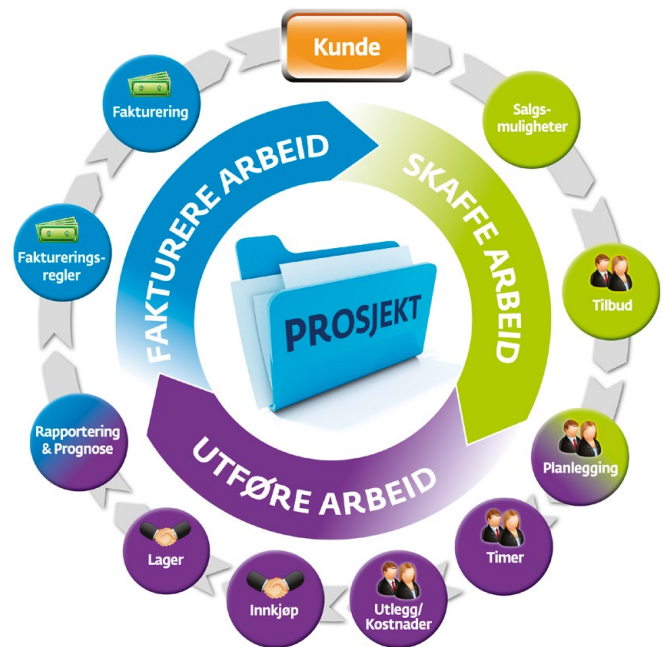 Kunde
Salgs-
muligheter
Tilbud
Planlegging
Timer
Utlegg/
Kostnader
Innkjøp
Lager
Rapportering
& Prognose
Fakturerings-
regler
Fakturering
FAKTURERE ARBEID
SKAFFE ARBEID
UTFØRE ARBEID
PROSJEKT